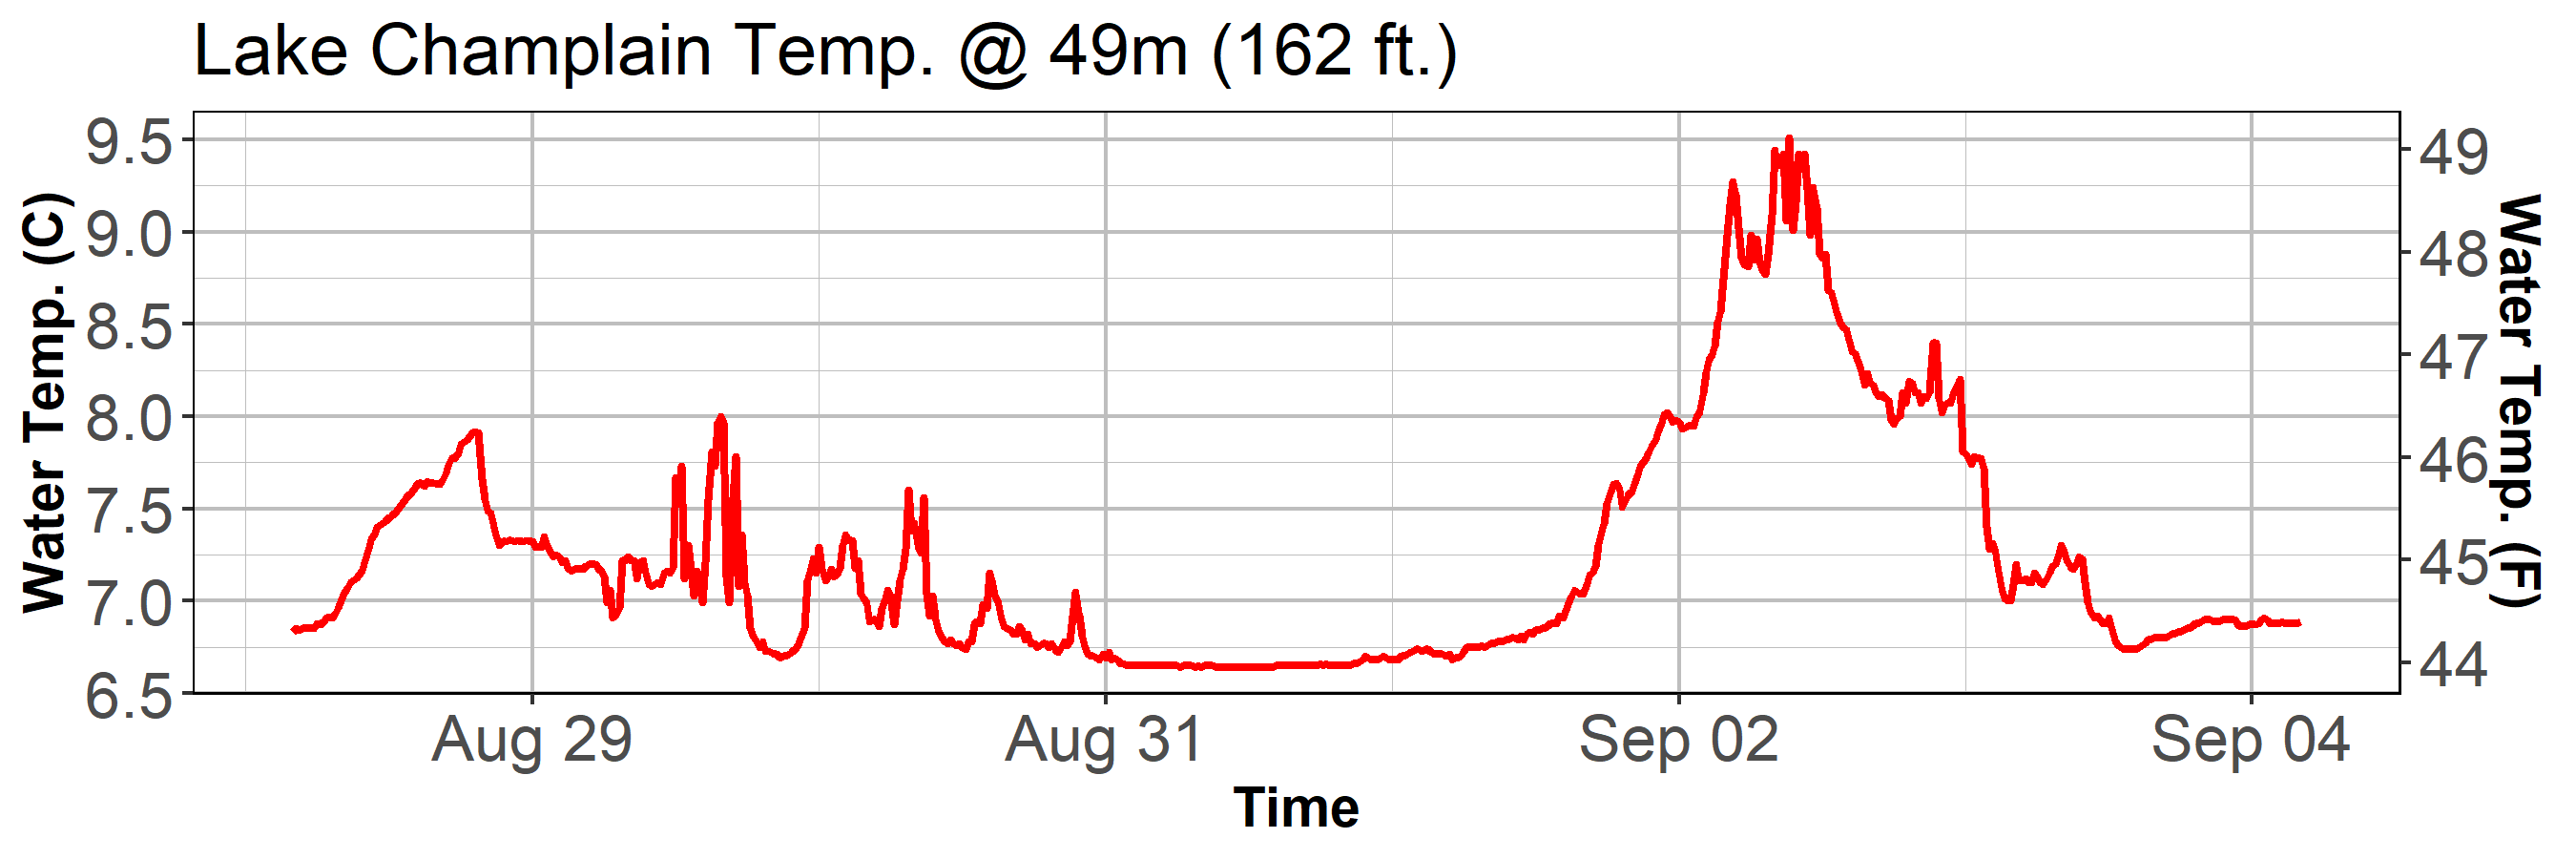 Lake Champlain Temp. @ 49m (162 ft.)
Water Temp. (C)
9.5
9.0
8.5
8.0
7.5
7.0
6.5
49
48
47
46
45
44
Water Temp. (F)
Aug 29
Aug 31
Sep 02
Sep 04
Time